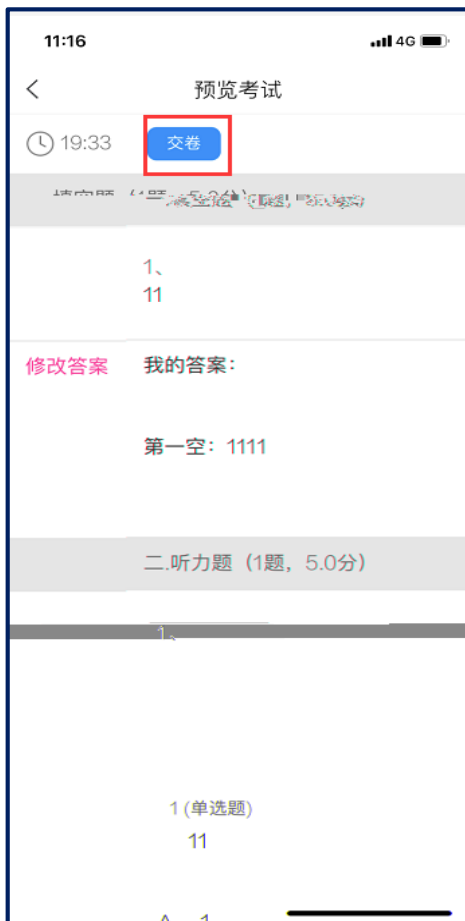 11:16 4G
预览考试
19:33 交卷
1、
11
修改答案 我的答案：
第一空：1111
二.听力题（1题，5.0分）
1、
1 (单选题)
11